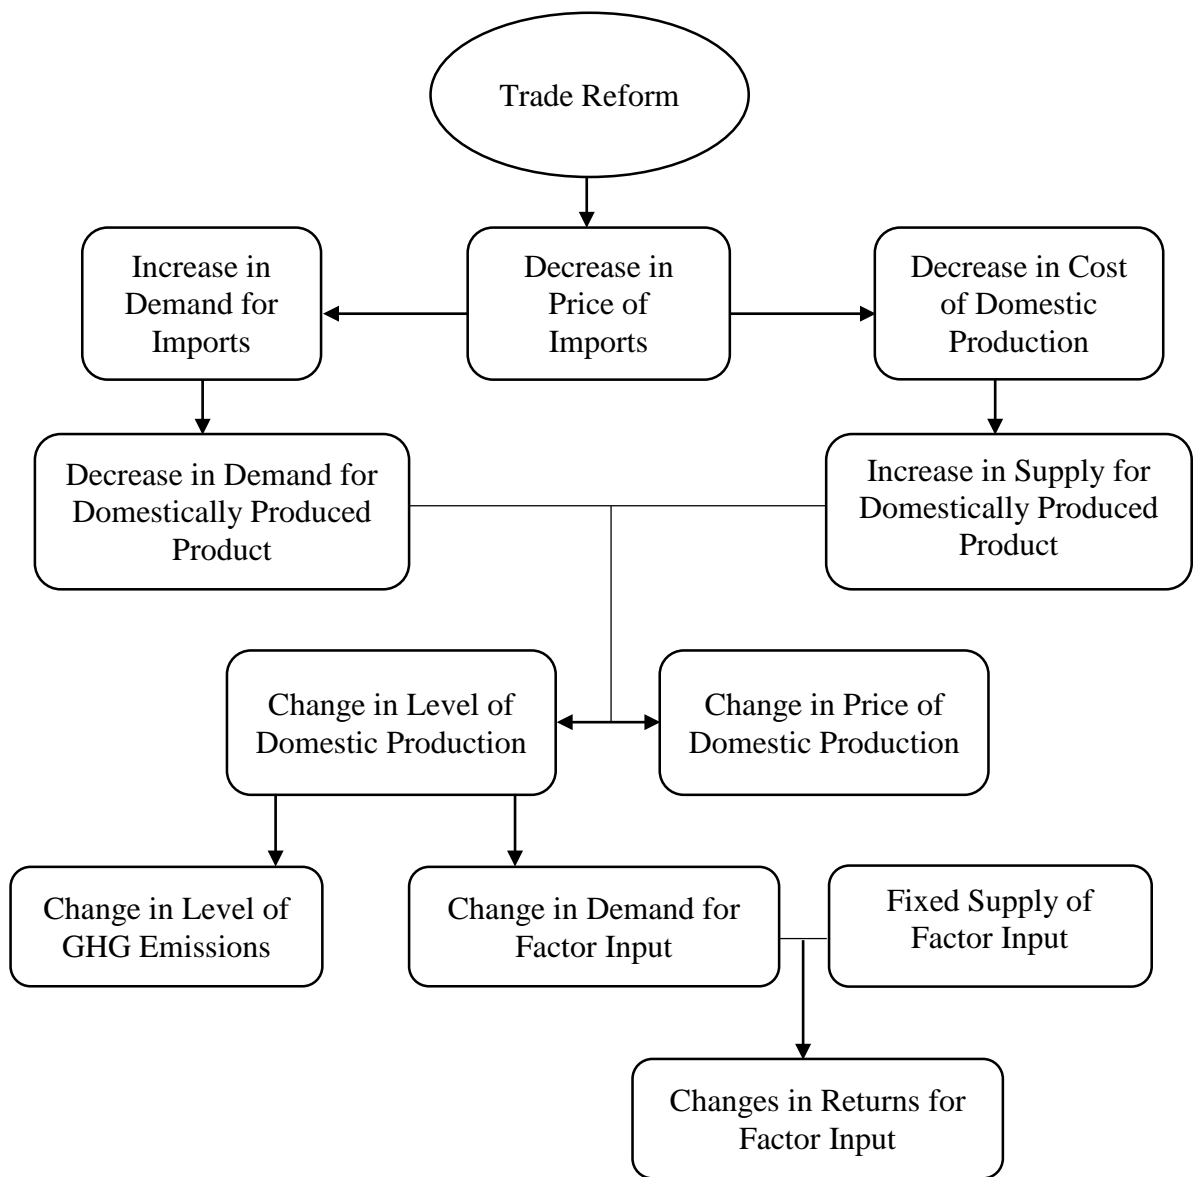 Trade Reform
Increase in
Demand for
Imports
Decrease in
Price of
Imports
Decrease in Cost
of Domestic
Production
Decrease in Demand for
Domestically Produced
Product
Increase in Supply for
Domestically Produced
Product
Change in Level of
Domestic Production
Change in Price of
Domestic Production
Change in Level of
GHG Emissions
Change in Demand for
Factor Input
Fixed Supply of
Factor Input
Changes in Returns for
Factor Input